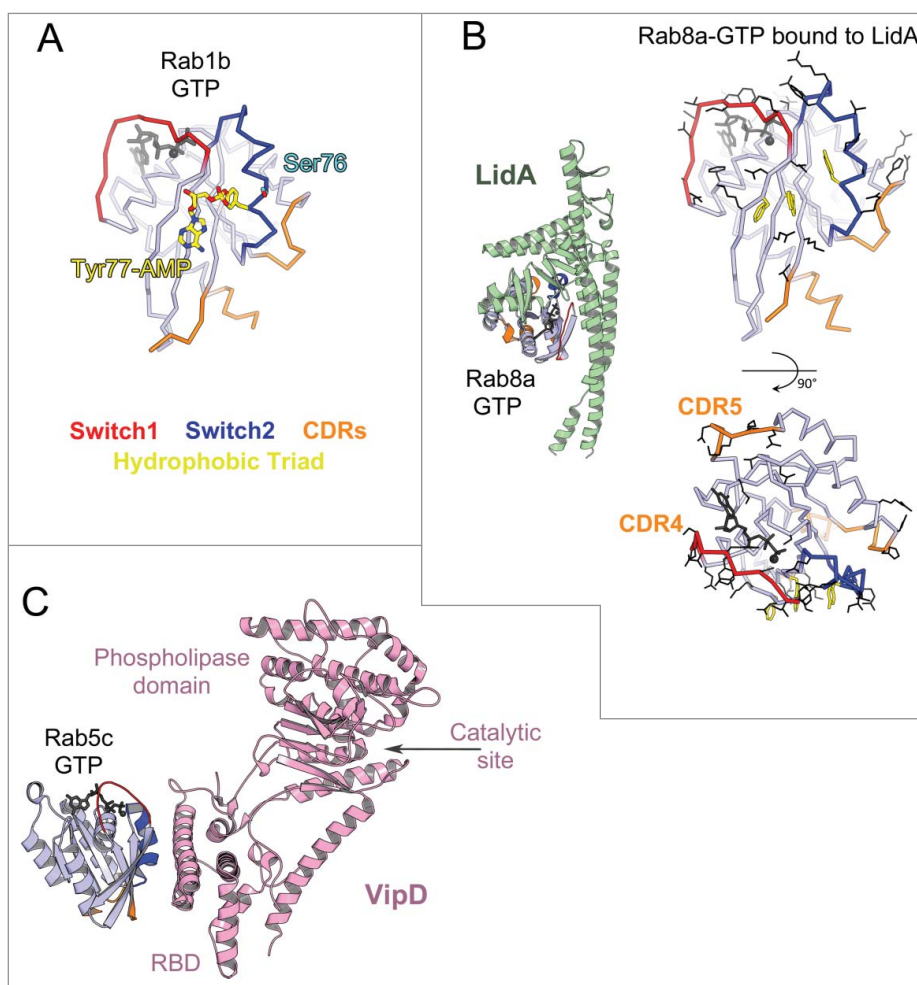 A
Rab1b
GTP
Ser76
Tyr77-AMP
Switch1 Switch2 CDRs
Hydrophobic Triad
B
Rab8a-GTP bound to LidA
LidA
Rab8a
GTP
90°
CDR5
CDR4
C
Phospholipase
domain
Rab5c
GTP
Catalytic
site
VipD
RBD